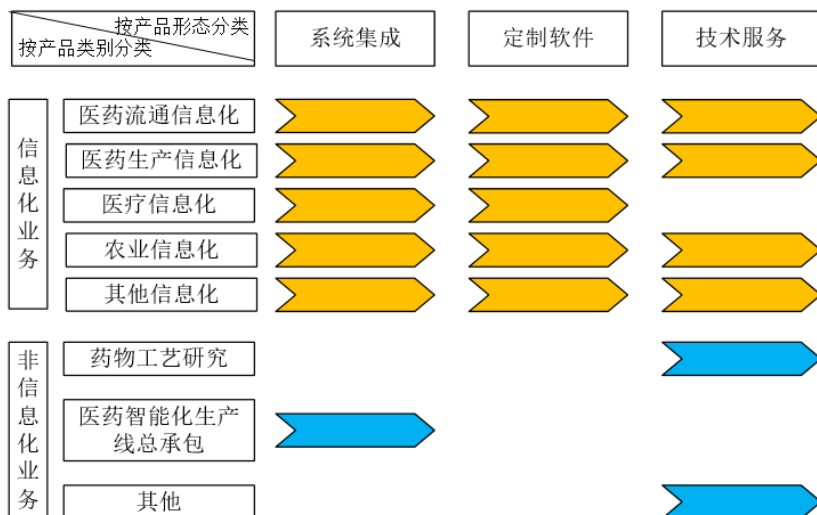 按产品形态分类
按产品类别分类
系统集成
定制软件
技术服务
信息化业务
医药流通信息化
医药生产信息化
医疗信息化
农业信息化
其他信息化
非信息化业务
药物工艺研究
医药智能化生产
线总承包
其他